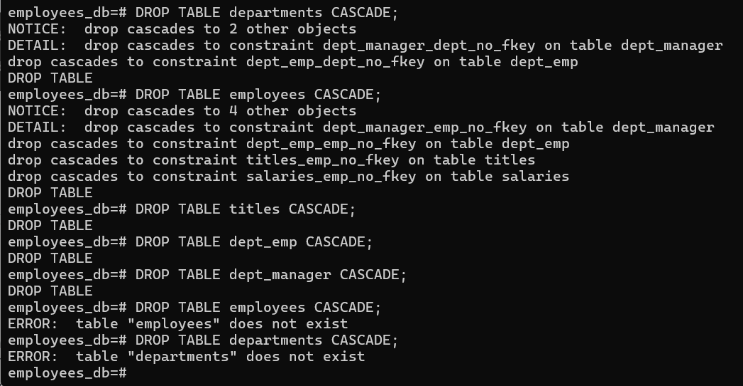 employees_db=# DROP TABLE departments CASCADE;
NOTICE:  drop cascades to 2 other objects
DETAIL:  drop cascades to constraint dept_manager_dept_no_fkey on table dept_manager
drop cascades to constraint dept_emp_dept_no_fkey on table dept_emp
DROP TABLE
employees_db=# DROP TABLE employees CASCADE;
NOTICE:  drop cascades to 4 other objects
DETAIL:  drop cascades to constraint dept_manager_emp_no_fkey on table dept_manager
drop cascades to constraint dept_emp_emp_no_fkey on table dept_emp
drop cascades to constraint titles_emp_no_fkey on table titles
drop cascades to constraint salaries_emp_no_fkey on table salaries
DROP TABLE
employees_db=# DROP TABLE titles CASCADE;
DROP TABLE
employees_db=# DROP TABLE dept_emp CASCADE;
DROP TABLE
employees_db=# DROP TABLE dept_manager CASCADE;
DROP TABLE
employees_db=# DROP TABLE employees CASCADE;
ERROR:  table "employees" does not exist
employees_db=# DROP TABLE departments CASCADE;
ERROR:  table "departments" does not exist
employees_db=#